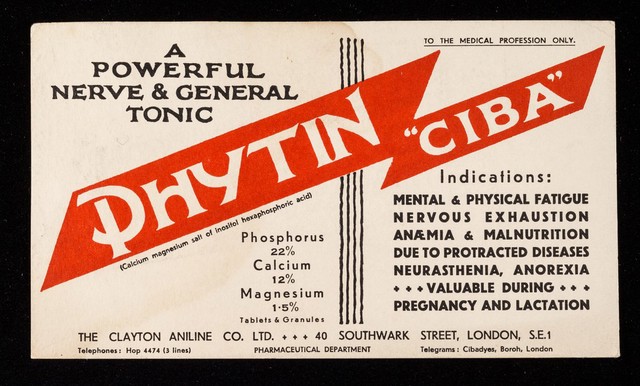 A
POWERFUL
NERVE & GENERAL
TONIC
TO THE MEDICAL PROFESSION ONLY.
PHYTIN "CIBA"
(Calcium magnesium salt of inositol hexaphosphoric acid)
Phosphorus
22%
Calcium
12%
Magnesium
1·5%
Tablets & Granules
Indications:
MENTAL & PHYSICAL FATIGUE
NERVOUS EXHAUSTION
ANÆMIA & MALNUTRITION
DUE TO PROTRACTED DISEASES
NEURASTHENIA, ANOREXIA
+ + + VALUABLE DURING + + +
PREGNANCY AND LACTATION
THE CLAYTON ANILINE CO. LTD. + + + 40 SOUTHWARK STREET, LONDON, S.E.1
Telephones: Hop 4474 (3 lines) PHARMACEUTICAL DEPARTMENT Telegrams: Cibadyes, Boroh, London